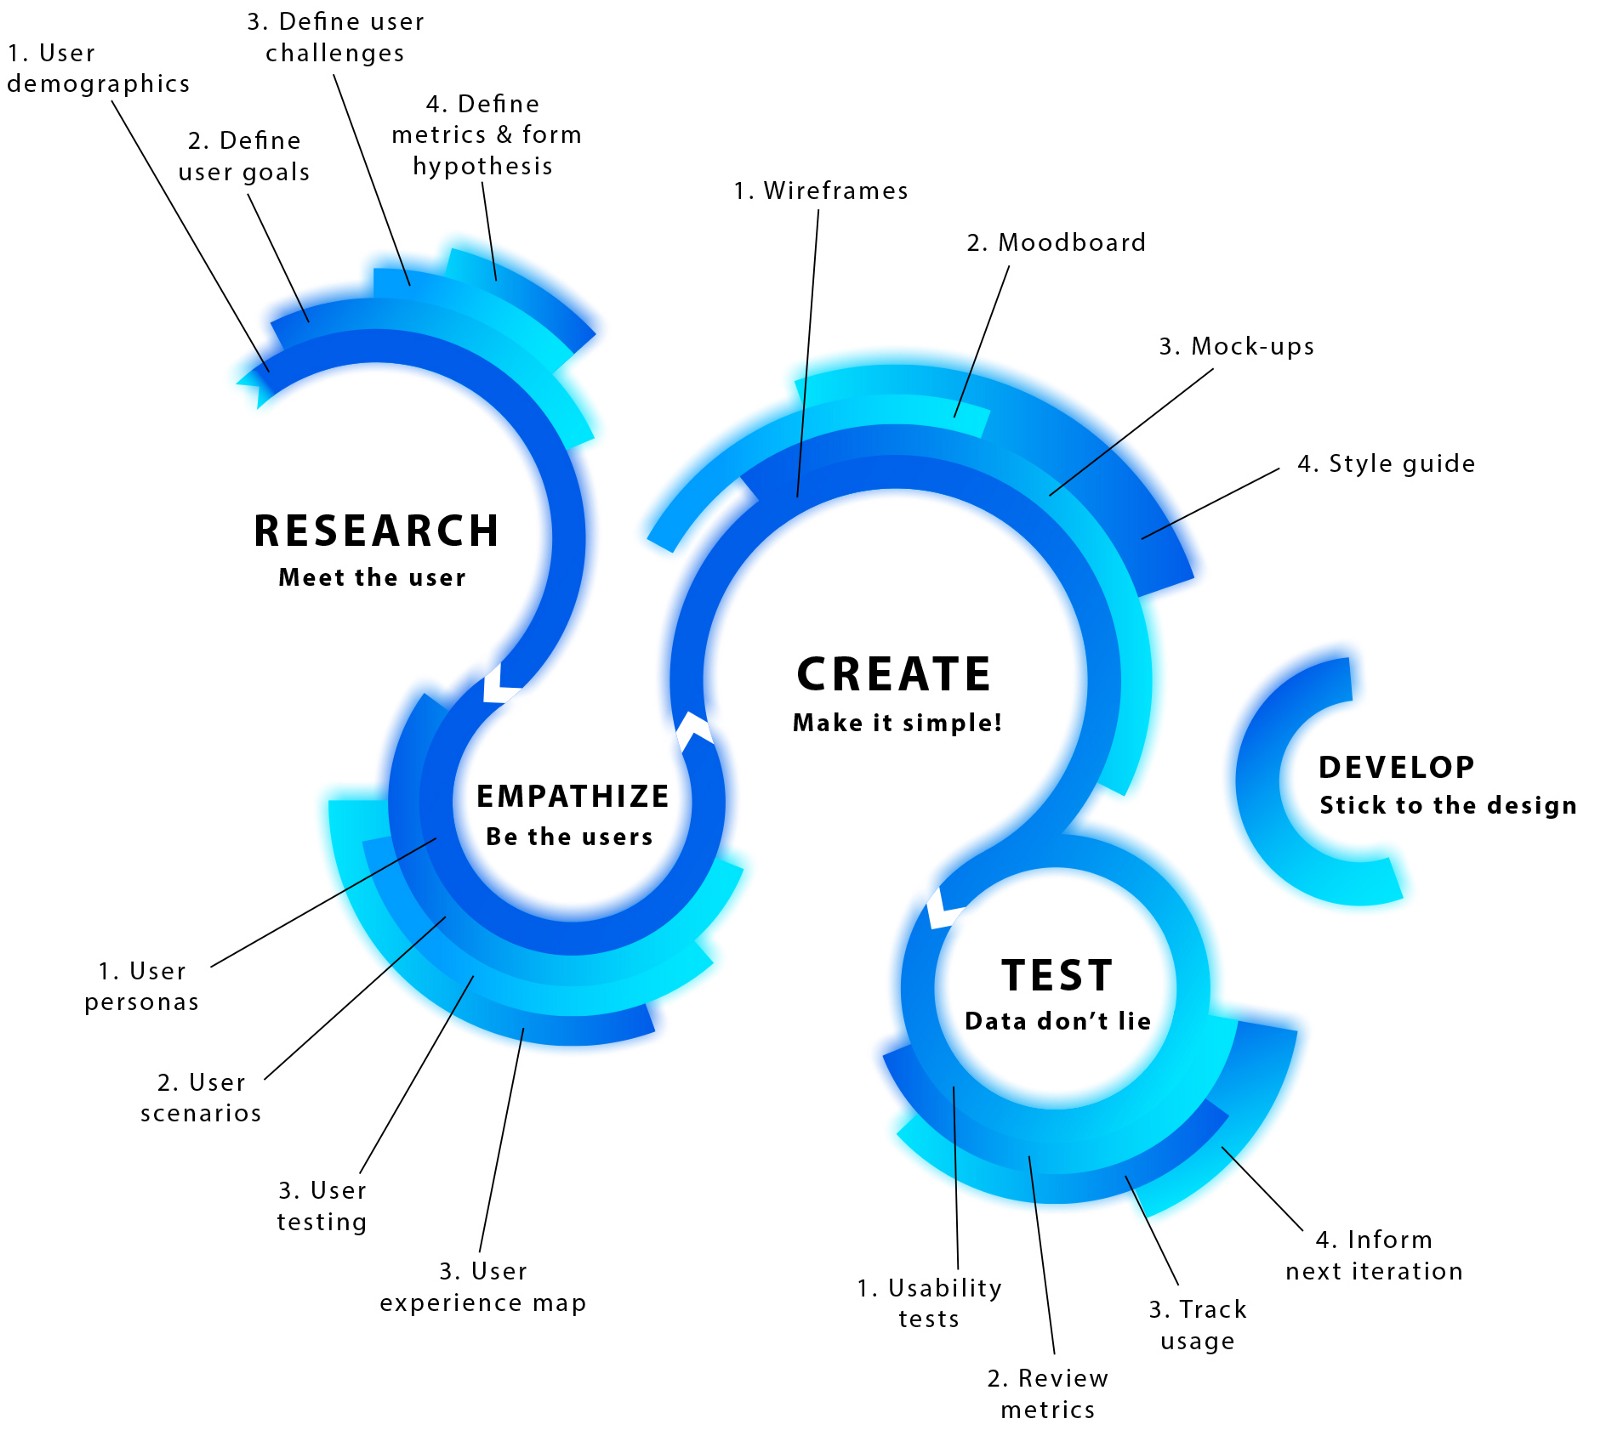 1. User
demographics
2. Define
user goals
3. Define user
challenges
4. Define
metrics & form
hypothesis
RESEARCH
Meet the user
EMPATHIZE
Be the users
1. User
personas
2. User
scenarios
3. User
testing
3. User
experience map
1. Wireframes
2. Moodboard
3. Mock-ups
4. Style guide
CREATE
Make it simple!
TEST
Data don’t lie
1. Usability
tests
2. Review
metrics
3. Track
usage
4. Inform
next iteration
DEVELOP
Stick to the design